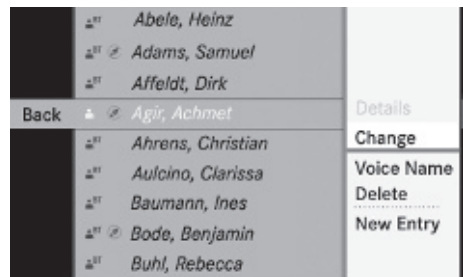 Abele, Heinz
Adams, Samuel
Affeldt, Dirk
Back
Agir, Achmet
Ahrens, Christian
Aulcino, Clarissa
Baumann, Ines
Bode, Benjamin
Buhl, Rebecca
Details
Change
Voice Name
Delete
New Entry